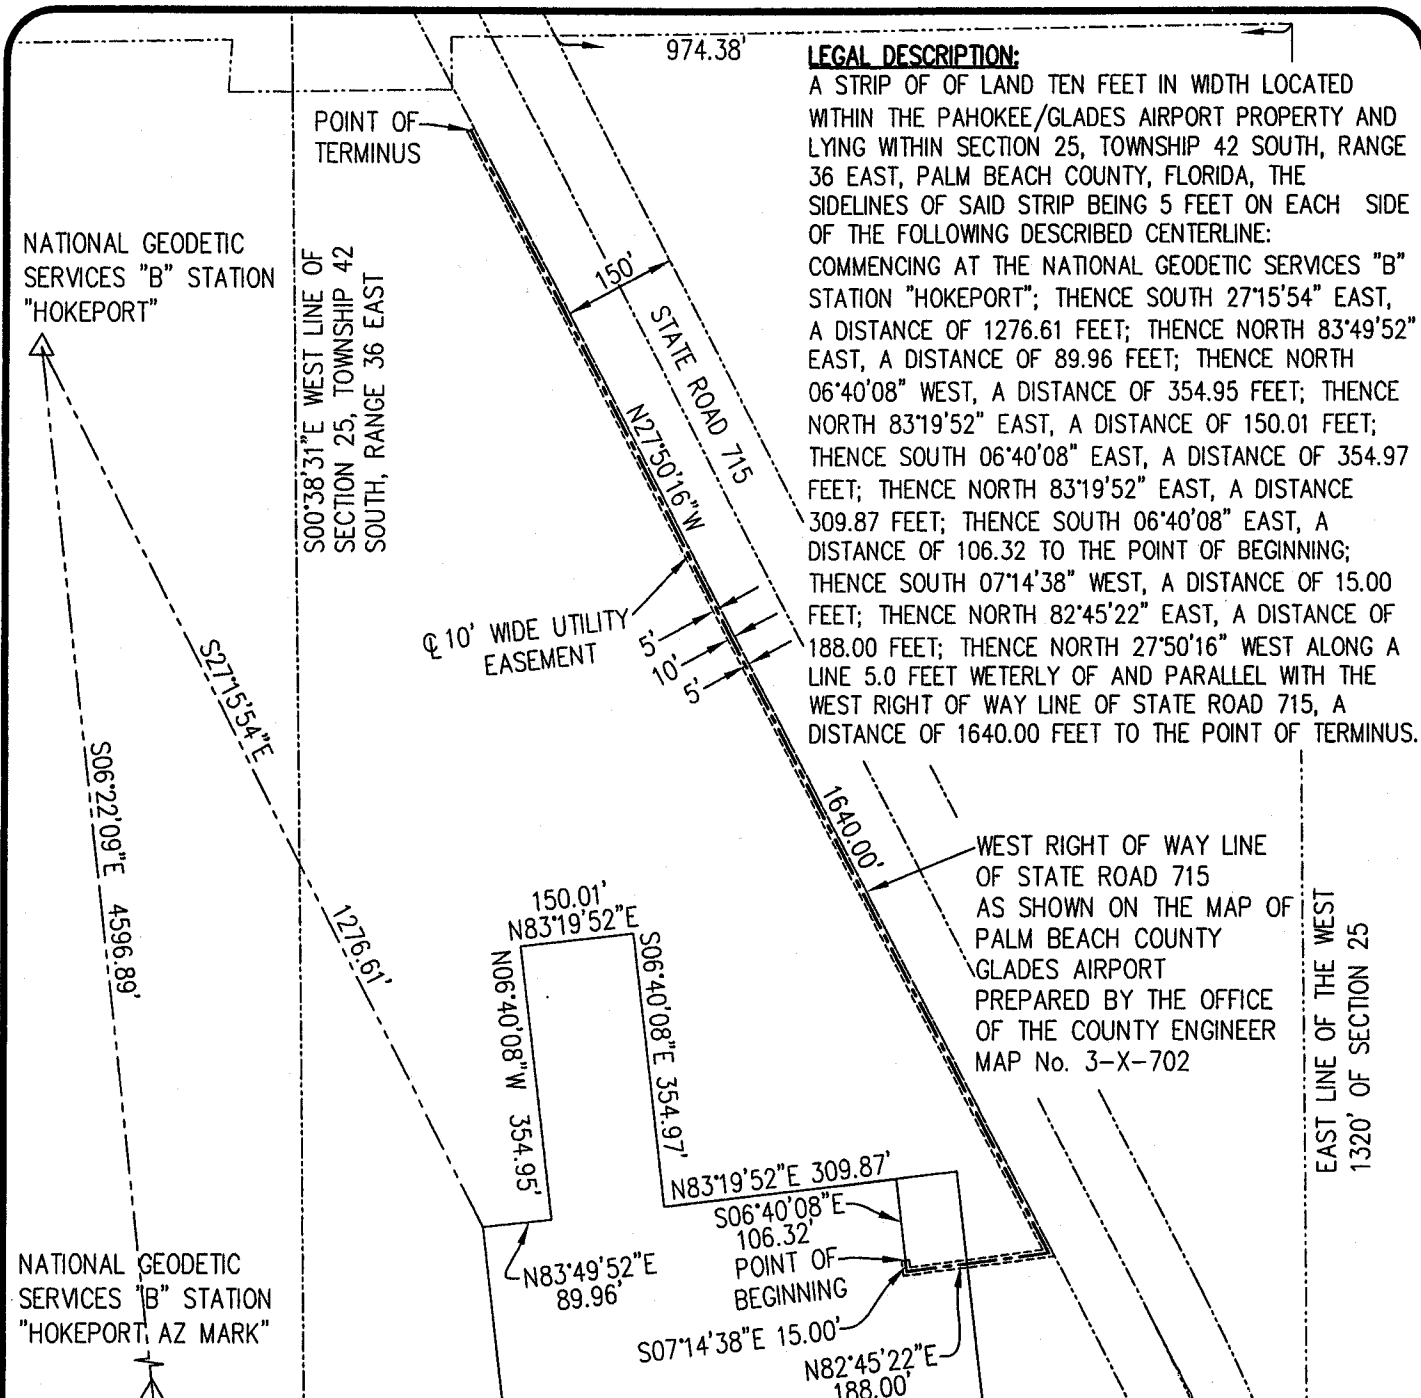 974.38'
LEGAL DESCRIPTION:
A STRIP OF OF LAND TEN FEET IN WIDTH LOCATED
WITHIN THE PAHOKEE/GLADES AIRPORT PROPERTY AND
LYING WITHIN SECTION 25, TOWNSHIP 42 SOUTH, RANGE
36 EAST, PALM BEACH COUNTY, FLORIDA, THE
SIDELINES OF SAID STRIP BEING 5 FEET ON EACH SIDE
OF THE FOLLOWING DESCRIBED CENTERLINE:
COMMENCING AT THE NATIONAL GEODETIC SERVICES "B"
STATION "HOKEPORT"; THENCE SOUTH 27°15'54" EAST,
A DISTANCE OF 1276.61 FEET; THENCE NORTH 83°49'52"
EAST, A DISTANCE OF 89.96 FEET; THENCE NORTH
06°40'08" WEST, A DISTANCE OF 354.95 FEET; THENCE
NORTH 83°19'52" EAST, A DISTANCE OF 150.01 FEET;
THENCE SOUTH 06°40'08" EAST, A DISTANCE OF 354.97
FEET; THENCE NORTH 83°19'52" EAST, A DISTANCE
309.87 FEET; THENCE SOUTH 06°40'08" EAST, A
DISTANCE OF 106.32 TO THE POINT OF BEGINNING;
THENCE SOUTH 07°14'38" WEST, A DISTANCE OF 15.00
FEET; THENCE NORTH 82°45'22" EAST, A DISTANCE OF
188.00 FEET; THENCE NORTH 27°50'16" WEST ALONG A
LINE 5.0 FEET WETERLY OF AND PARALLEL WITH THE
WEST RIGHT OF WAY LINE OF STATE ROAD 715, A
DISTANCE OF 1640.00 FEET TO THE POINT OF TERMINUS.
POINT OF
TERMINUS
NATIONAL GEODETIC
SERVICES "B" STATION
"HOKEPORT"
S00°38'31"E WEST LINE OF
SECTION 25, TOWNSHIP 42
SOUTH, RANGE 36 EAST
150'
STATE ROAD 715
N27°50'16"W
℄ 10' WIDE UTILITY
EASEMENT
5'
10'
5'
S27°15'54"E
1276.61'
S06°22'09"E 4596.89'
1640.00'
WEST RIGHT OF WAY LINE
OF STATE ROAD 715
AS SHOWN ON THE MAP OF
PALM BEACH COUNTY
GLADES AIRPORT
PREPARED BY THE OFFICE
OF THE COUNTY ENGINEER
MAP No. 3-X-702
EAST LINE OF THE WEST
1320' OF SECTION 25
150.01'
N83°19'52"E
N06°40'08"W 354.95'
S06°40'08"E 354.97'
N83°19'52"E 309.87'
S06°40'08"E
106.32'
POINT OF
BEGINNING
N83°49'52"E
89.96'
S07°14'38"E 15.00'
N82°45'22"E
188.00'
NATIONAL GEODETIC
SERVICES "B" STATION
"HOKEPORT AZ MARK"